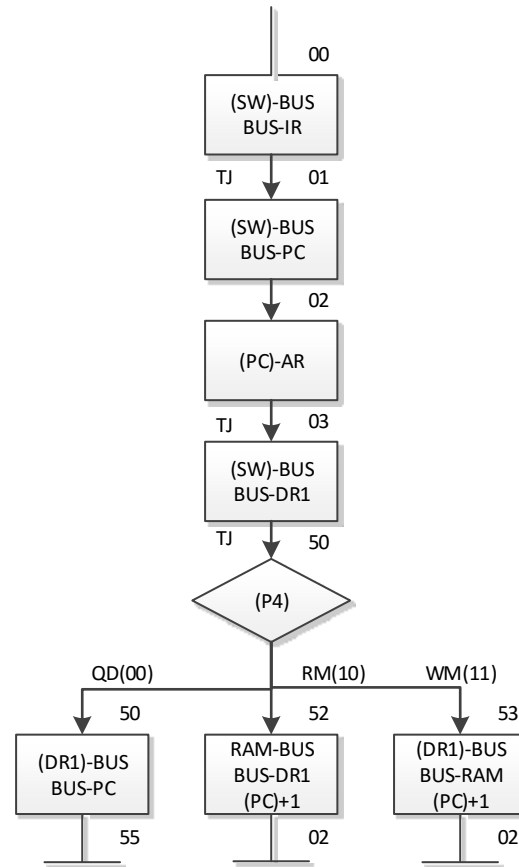 00
(SW)-BUS
BUS-IR
TJ 01
(SW)-BUS
BUS-PC
02
(PC)-AR
TJ 03
(SW)-BUS
BUS-DR1
TJ 50
(P4)
QD(00) RM(10) WM(11)
50 52 53
(DR1)-BUS
BUS-PC
RAM-BUS
BUS-DR1
(PC)+1
(DR1)-BUS
BUS-RAM
(PC)+1
55 02 02